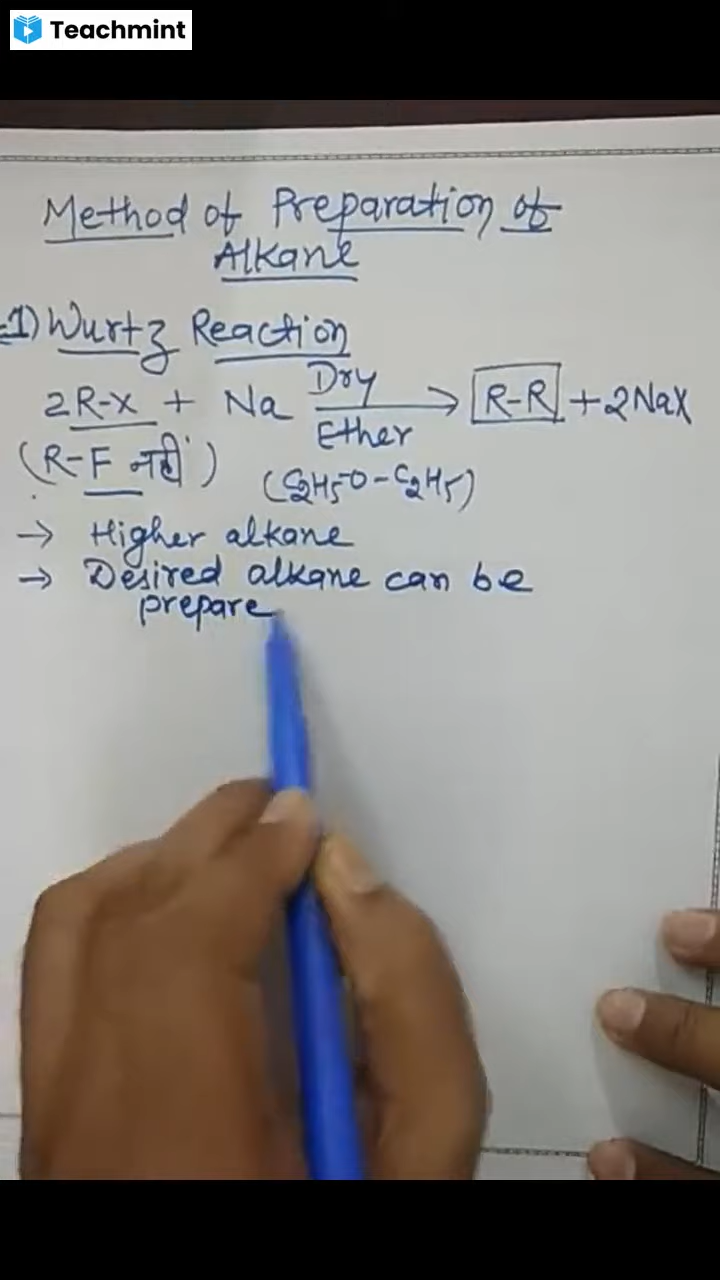 Teachmint
Method of Preparation of
Alkane
1) Wurtz Reaction
2R-X + Na Dry Ether → R-R + 2NaX
(R-F नहीं)
(C2H5-O-C2H5)
→ Higher alkane
→ Desired alkane can be
prepare